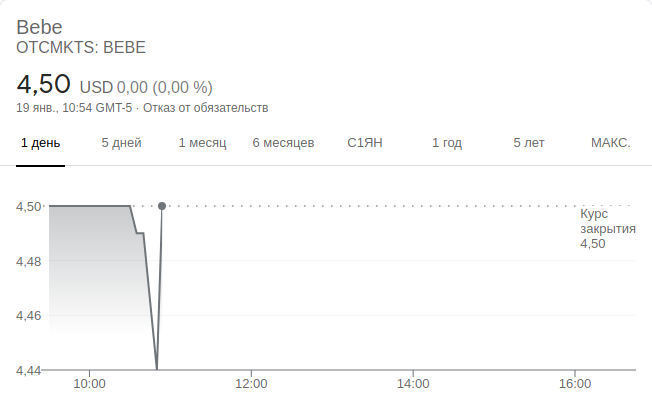 Bebe
OTCMKTS: BEBE
4,50 USD 0,00 (0,00 %)
19 янв., 10:54 GMT-5 · Отказ от обязательств
1 день 5 дней 1 месяц 6 месяцев С1ЯН 1 год 5 лет МАКС.
4,50
Курс
закрытия
4,50
4,48
4,46
4,44
10:00 12:00 14:00 16:00